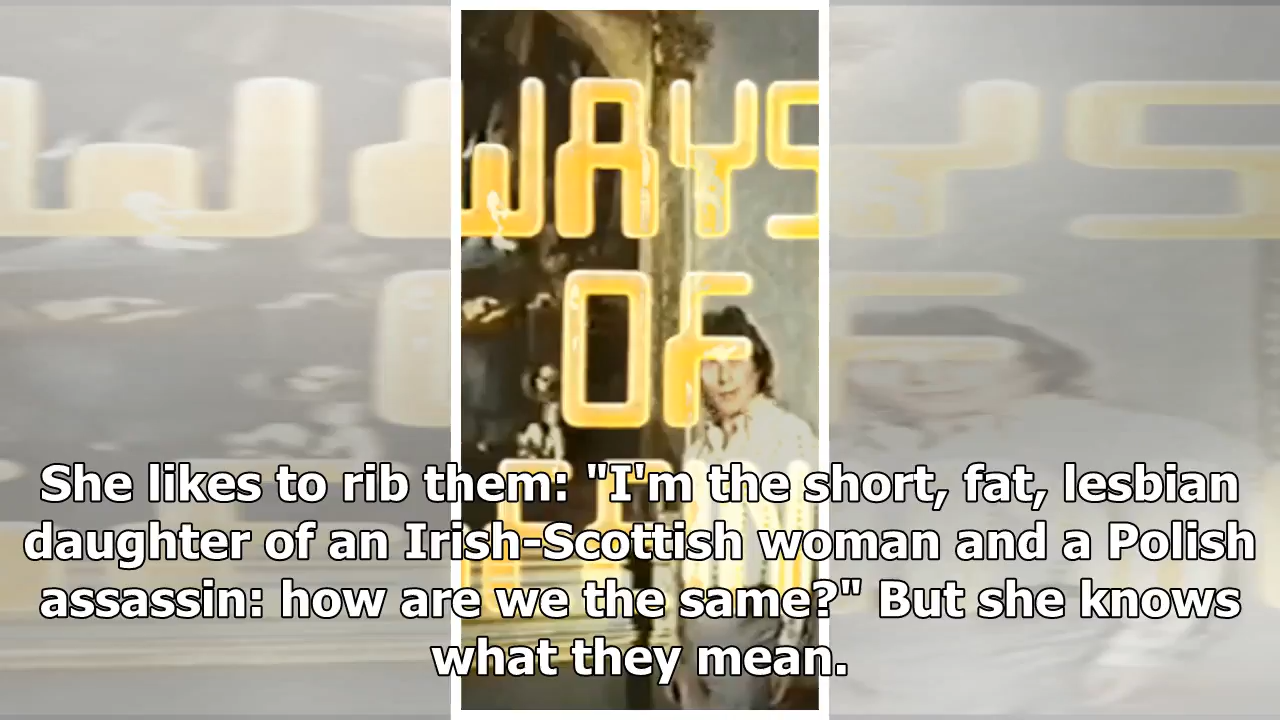 WAYS
OF
She likes to rib them: "I'm the short, fat, lesbian
daughter of an Irish-Scottish woman and a Polish
assassin: how are we the same?" But she knows
what they mean.